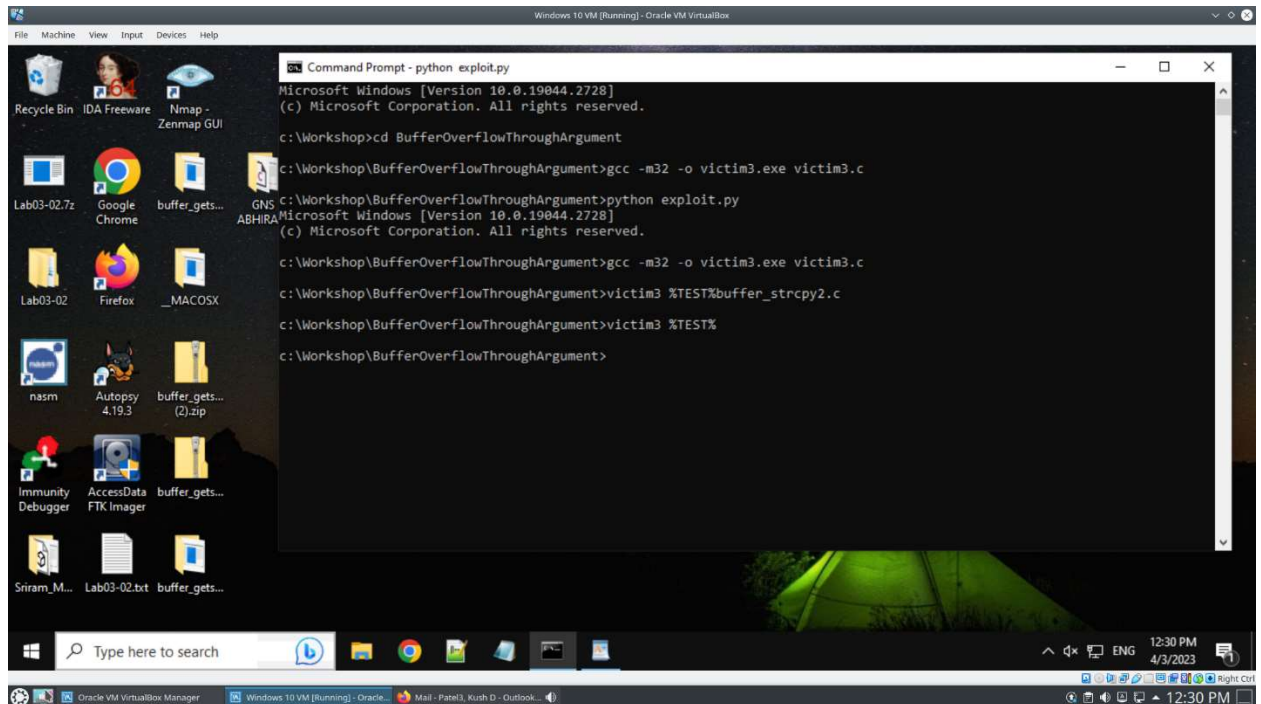 Windows 10 VM [Running] - Oracle VM VirtualBox
File Machine View Input Devices Help
Recycle Bin
IDA Freeware
Nmap -
Zenmap GUI
Lab03-02.7z
Google
Chrome
buffer_gets...
GNS
ABHIRA
Lab03-02
Firefox
__MACOSX
nasm
nasm
Autopsy
4.19.3
buffer_gets...
(2).zip
Immunity
Debugger
AccessData
FTK Imager
buffer_gets...
Sriram_M...
Lab03-02.txt
buffer_gets...
Command Prompt - python exploit.py
Microsoft Windows [Version 10.0.19044.2728]
(c) Microsoft Corporation. All rights reserved.
c:\Workshop>cd BufferOverflowThroughArgument
c:\Workshop\BufferOverflowThroughArgument>gcc -m32 -o victim3.exe victim3.c
c:\Workshop\BufferOverflowThroughArgument>python exploit.py
Microsoft Windows [Version 10.0.19044.2728]
(c) Microsoft Corporation. All rights reserved.
c:\Workshop\BufferOverflowThroughArgument>gcc -m32 -o victim3.exe victim3.c
c:\Workshop\BufferOverflowThroughArgument>victim3 %TEST%buffer_strcpy2.c
c:\Workshop\BufferOverflowThroughArgument>victim3 %TEST%
c:\Workshop\BufferOverflowThroughArgument>
Type here to search
ENG
12:30 PM
4/3/2023
1
Right Ctrl
Oracle VM VirtualBox Manager
Windows 10 VM [Running] - Oracle...
Mail - Patel3, Kush D - Outlook...
12:30 PM